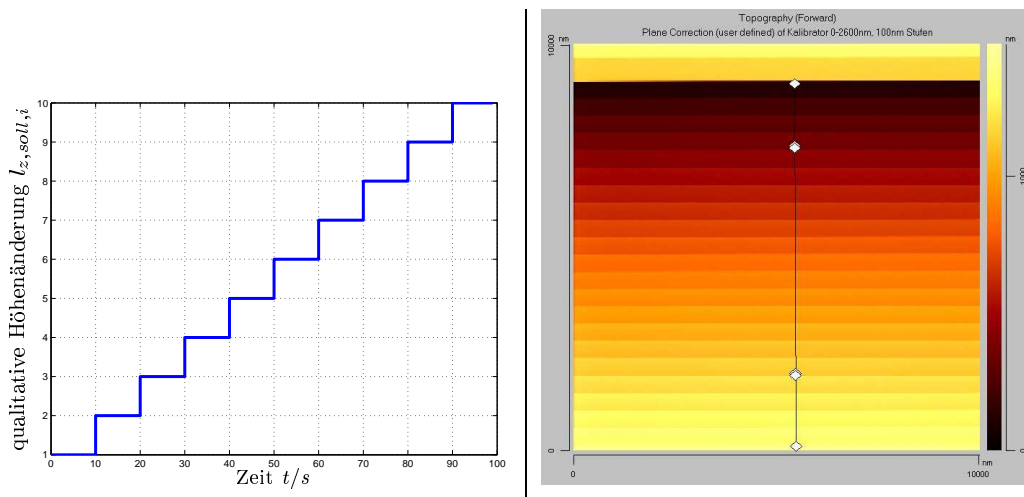 qualitative Höhenänderung l_{z,soll,i}
10
9
8
7
6
5
4
3
2
1
0 10 20 30 40 50 60 70 80 90 100
Zeit t/s
Topography (Forward)
Plane Correction (user defined) of Kalibrator 0-2600nm, 100nm Stufen
10000 nm
0
0 10000
nm
nm
0